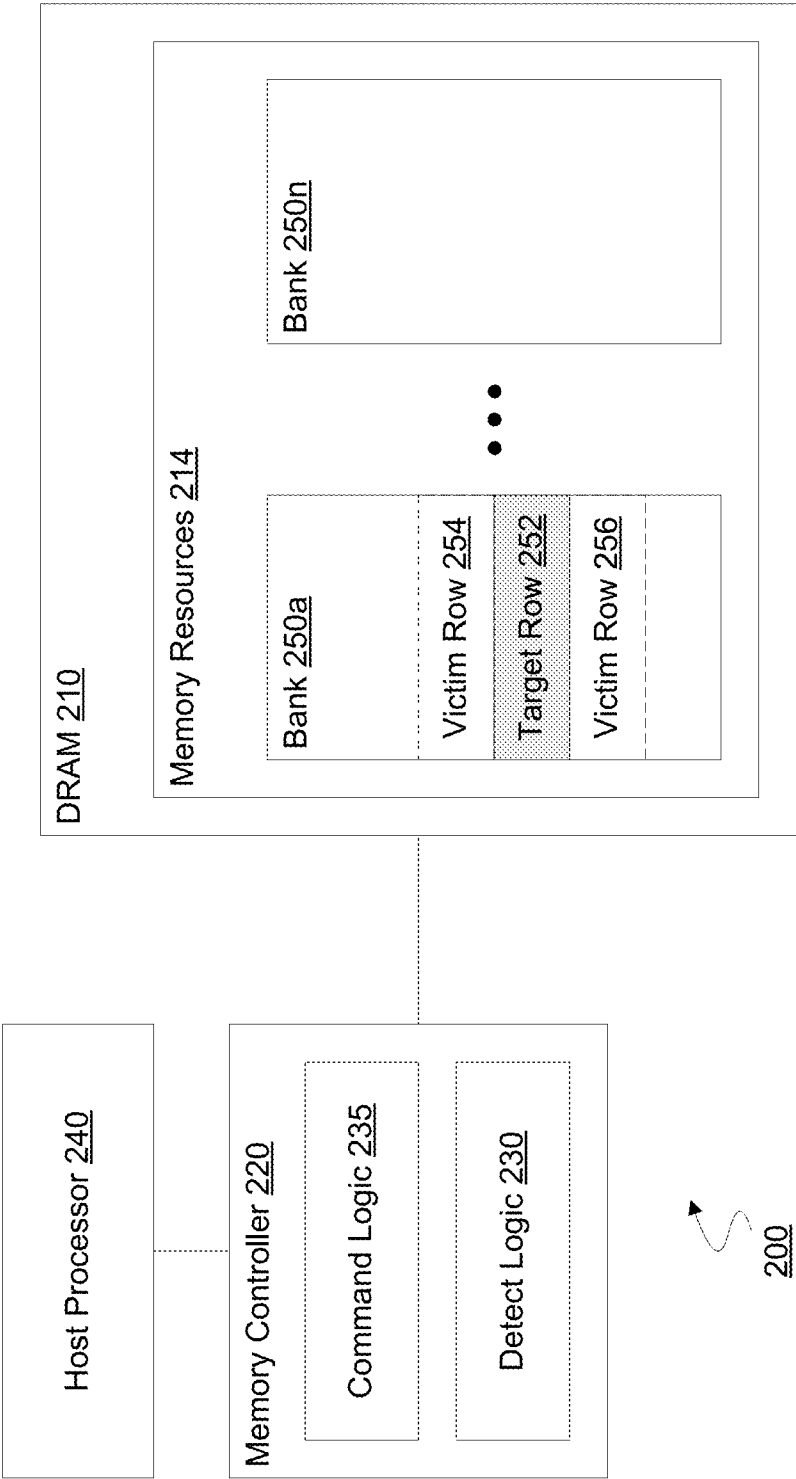 Host Processor 240
Memory Controller 220
Command Logic 235
Detect Logic 230
200
DRAM 210
Memory Resources 214
Bank 250a
Victim Row 254
Target Row 252
Victim Row 256
Bank 250n